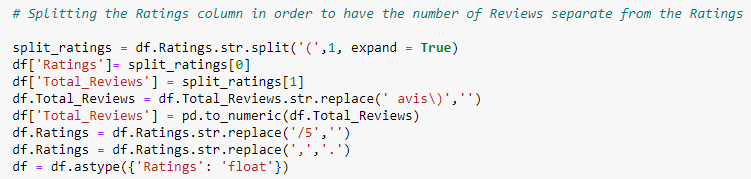 # Splitting the Ratings column in order to have the number of Reviews separate from the Ratings
split_ratings = df.Ratings.str.split('(',1, expand = True)
df['Ratings']= split_ratings[0]
df['Total_Reviews'] = split_ratings[1]
df.Total_Reviews = df.Total_Reviews.str.replace(' avis\)','')
df['Total_Reviews'] = pd.to_numeric(df.Total_Reviews)
df.Ratings = df.Ratings.str.replace('/5','')
df.Ratings = df.Ratings.str.replace(',','.')
df = df.astype({'Ratings': 'float'})